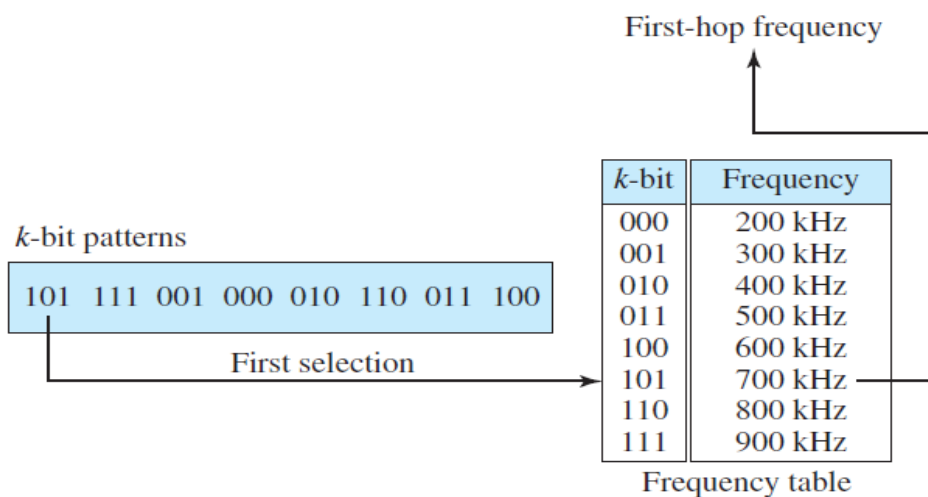 First-hop frequency
k-bit patterns
101 111 001 000 010 110 011 100
First selection
k-bit Frequency
000 200 kHz
001 300 kHz
010 400 kHz
011 500 kHz
100 600 kHz
101 700 kHz
110 800 kHz
111 900 kHz
Frequency table